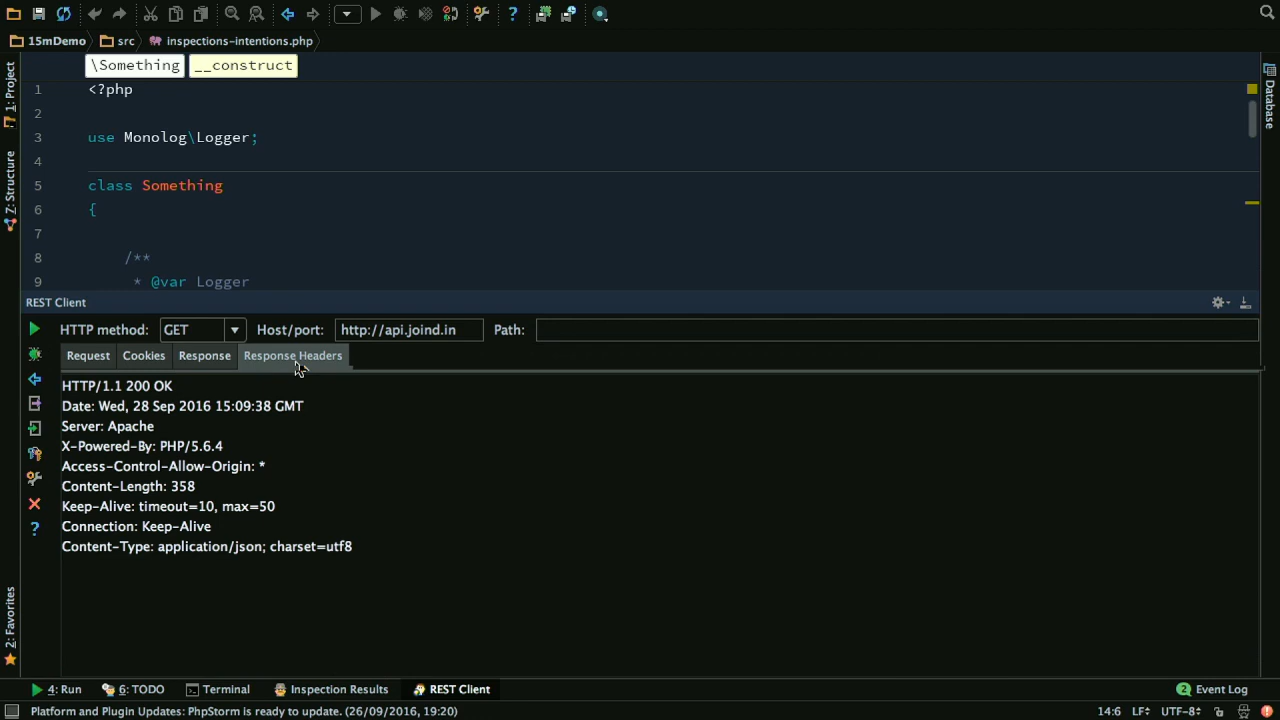 15mDemo src inspections-intentions.php
\Something __construct
1 <?php
2
3 use Monolog\Logger;
4
5 class Something
6 {
7
8 /**
9 * @var Logger
1: Project
Z: Structure
2: Favorites
Database
REST Client
HTTP method: GET Host/port: http://api.joind.in Path:
Request Cookies Response Response Headers
HTTP/1.1 200 OK
Date: Wed, 28 Sep 2016 15:09:38 GMT
Server: Apache
X-Powered-By: PHP/5.6.4
Access-Control-Allow-Origin: *
Content-Length: 358
Keep-Alive: timeout=10, max=50
Connection: Keep-Alive
Content-Type: application/json; charset=utf8
4: Run 6: TODO Terminal Inspection Results REST Client 2 Event Log
Platform and Plugin Updates: PhpStorm is ready to update. (26/09/2016, 19:20) 14:6 LF UTF-8